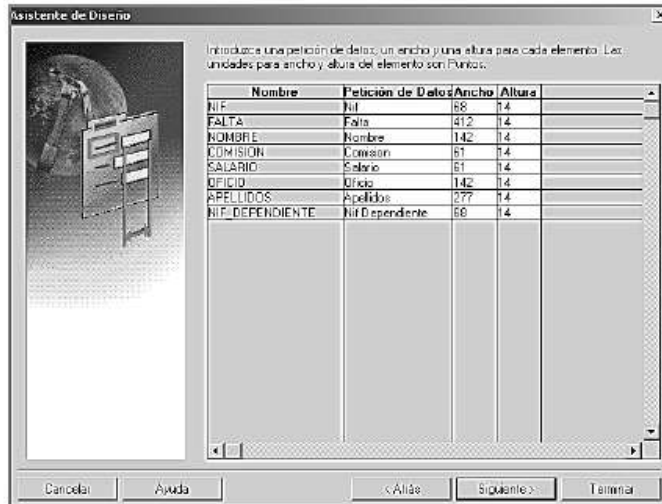 Asistente de Diseño
Introduzca una petición de datos, un ancho y una altura para cada elemento. Las
unidades para ancho y altura del elemento son Puntos.
Nombre Petición de Datos Ancho Altura
NIF Nif 68 14
FALTA Falta 412 14
NOMBRE Nombre 142 14
COMISION Comision 61 14
SALARIO Salario 61 14
OFICIO Oficio 142 14
APELLIDOS Apellidos 277 14
NIF_DEPENDIENTE Nif Dependiente 68 14
Cancelar Ayuda < Atrás Siguiente > Terminar